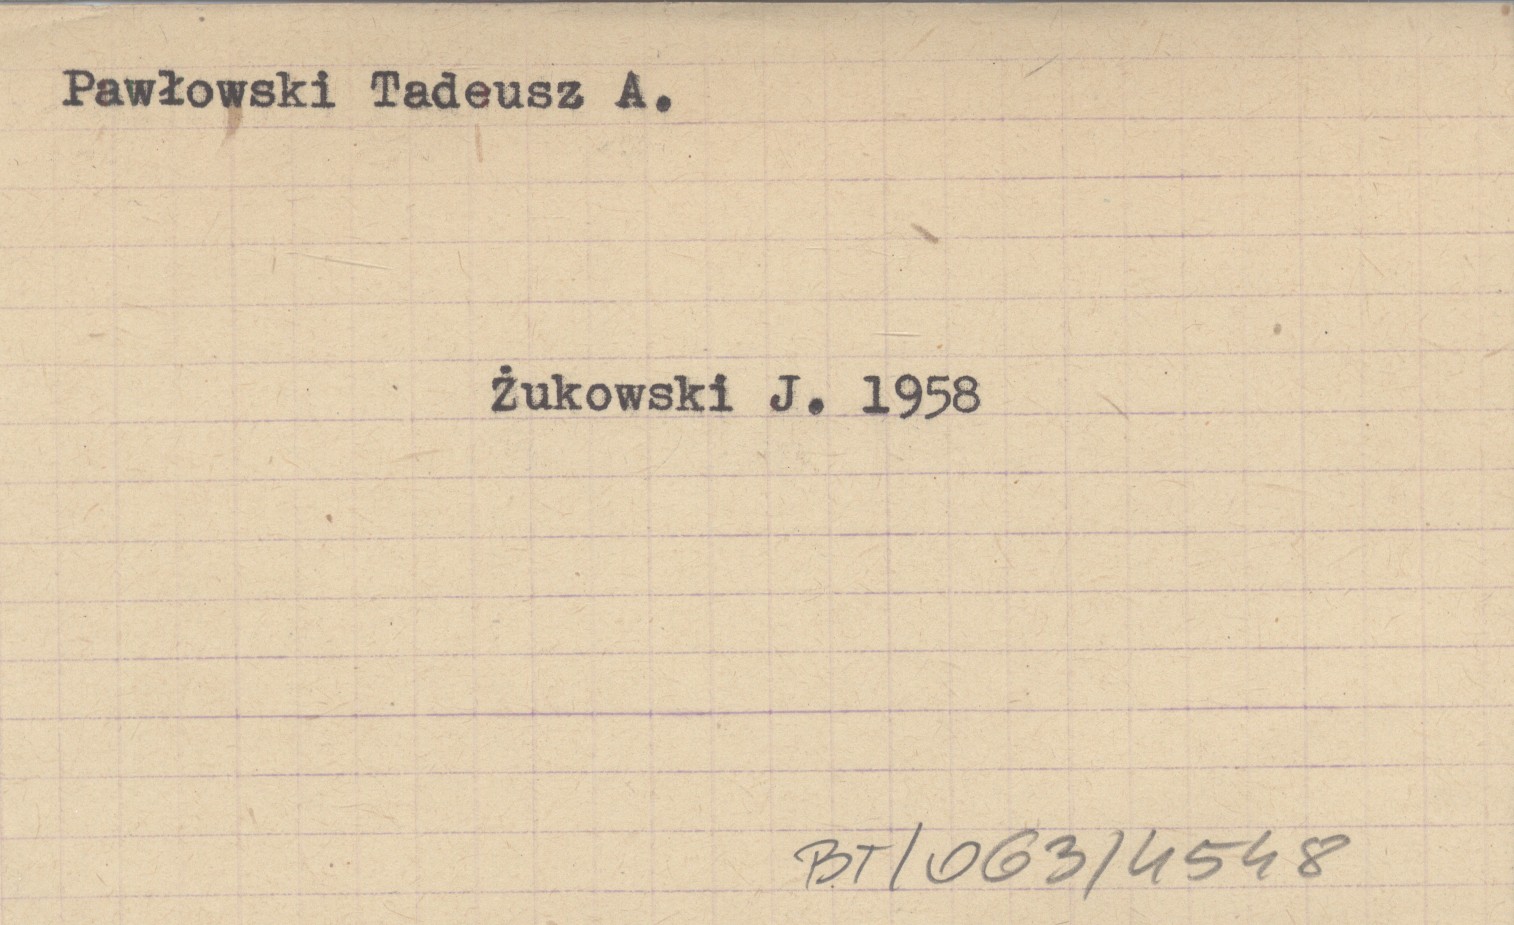 Pawłowski Tadeusz A.
Żukowski J. 1958
BT/063/4548